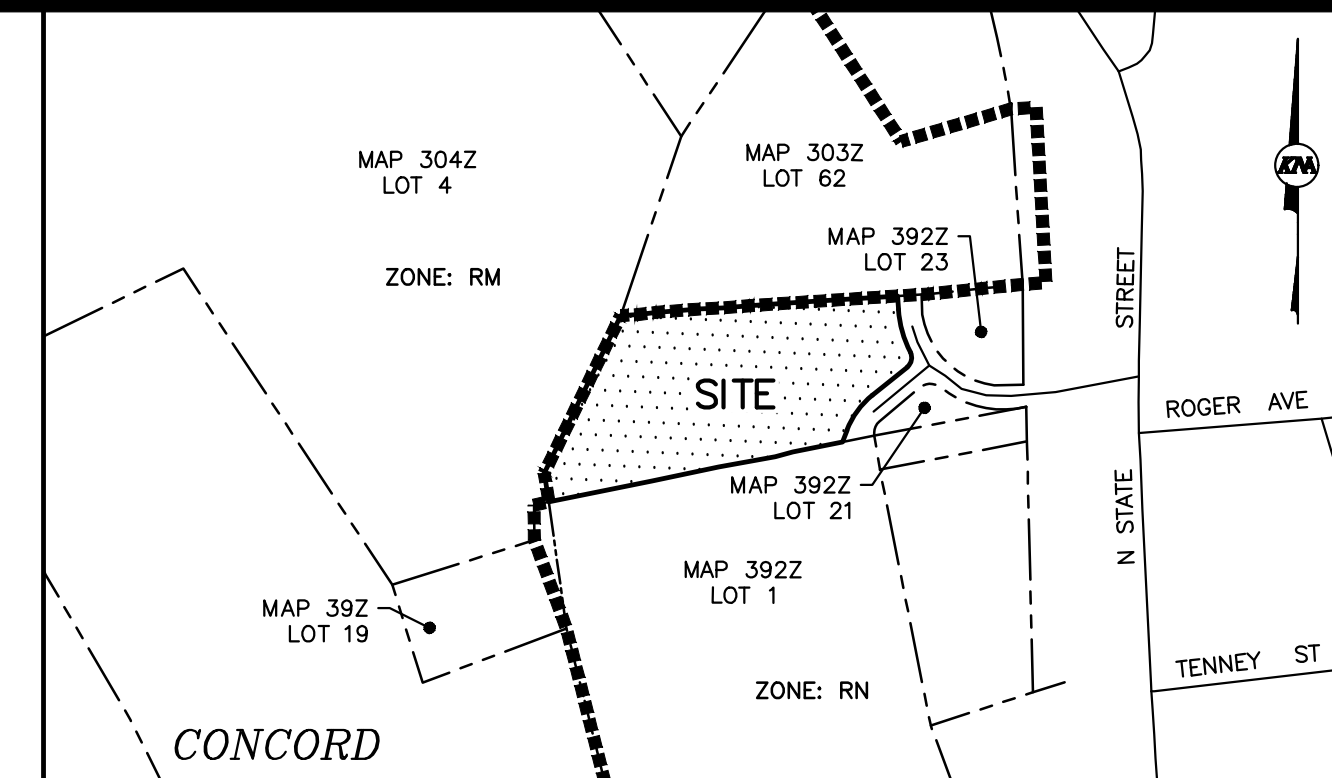 MAP 304Z
LOT 4
MAP 303Z
LOT 62
KNA
MAP 392Z
LOT 23
ZONE: RM
STREET
SITE
ROGER AVE
MAP 392Z
LOT 21
N STATE
MAP 392Z
LOT 1
MAP 39Z
LOT 19
ZONE: RN
TENNEY ST
CONCORD